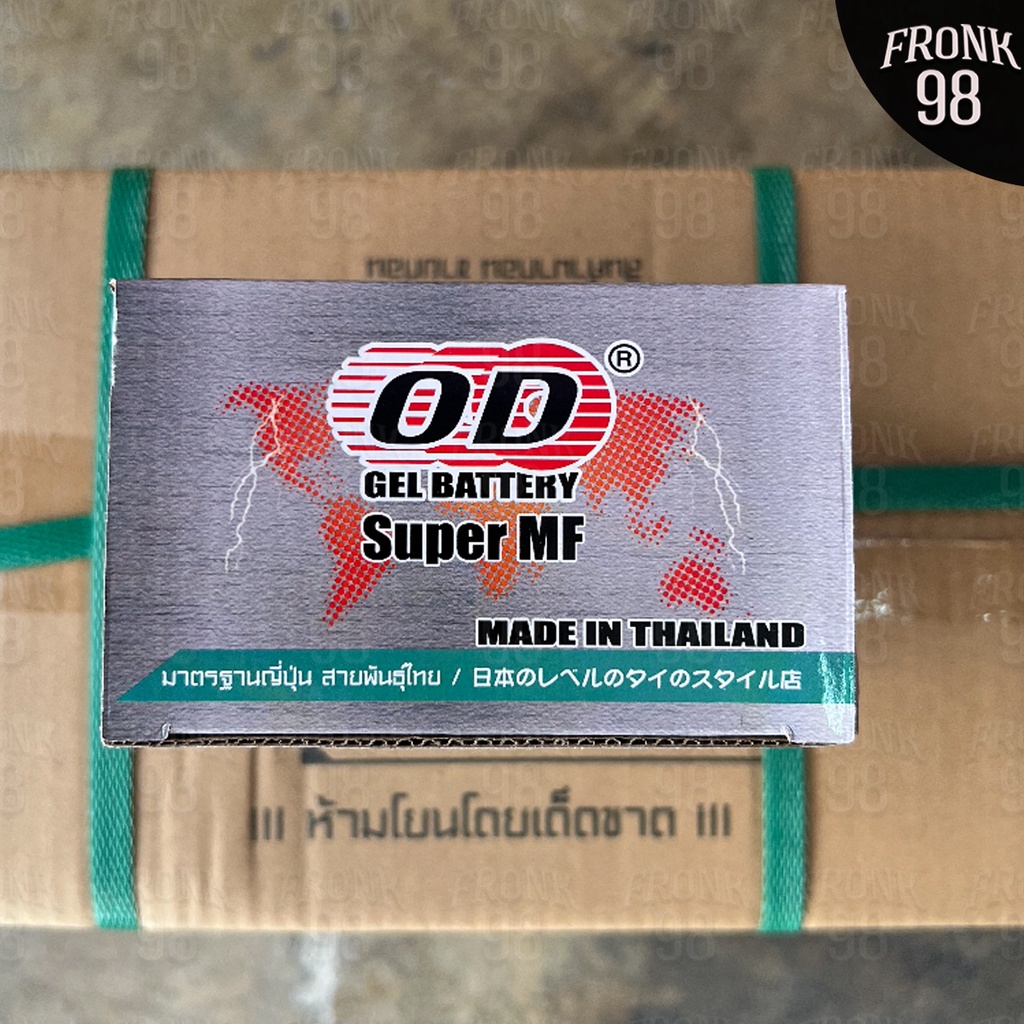 FRONK
98
OD®
GEL BATTERY
Super MF
MADE IN THAILAND
มาตรฐานญี่ปุ่น สายพันธุ์ไทย / 日本のレベルのタイのスタイル店
!!! ห้ามโยนโดยเด็ดขาด !!!